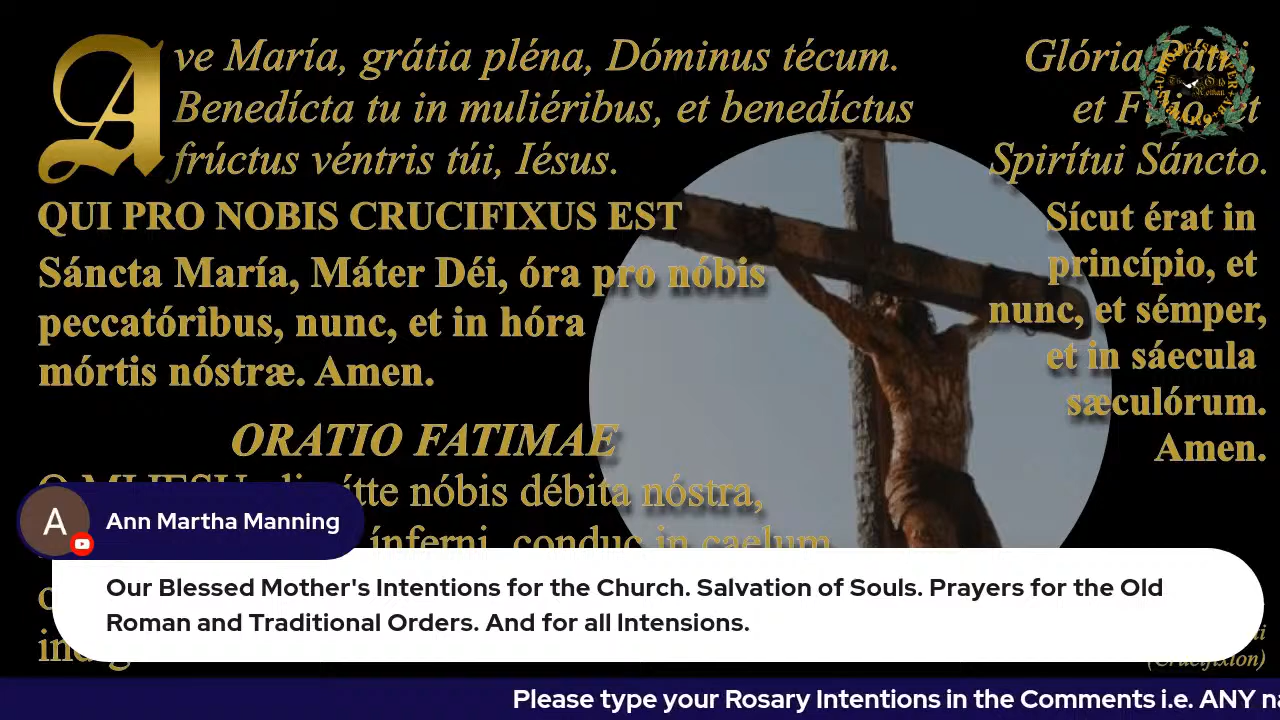 Ave María, grátia pléna, Dóminus técum.
Benedícta tu in muliéribus, et benedíctus
frúctus véntris túi, Iésus.
QUI PRO NOBIS CRUCIFIXUS EST
Sáncta María, Máter Déi, óra pro nóbis
peccatóribus, nunc, et in hóra
mórtis nóstræ. Amen.
ORATIO FATIMAE
nóbis débita nóstra,
ínferni, conduc in caelum
Glória
et
Spirítui Sáncto.
Sícut érat in
princípio, et
nunc, et sémper,
et in sáecula
sæculórum.
Amen.
(Crucifixion)
A
Ann Martha Manning
Our Blessed Mother's Intentions for the Church. Salvation of Souls. Prayers for the Old
Roman and Traditional Orders. And for all Intensions.
Please type your Rosary Intentions in the Comments i.e. ANY